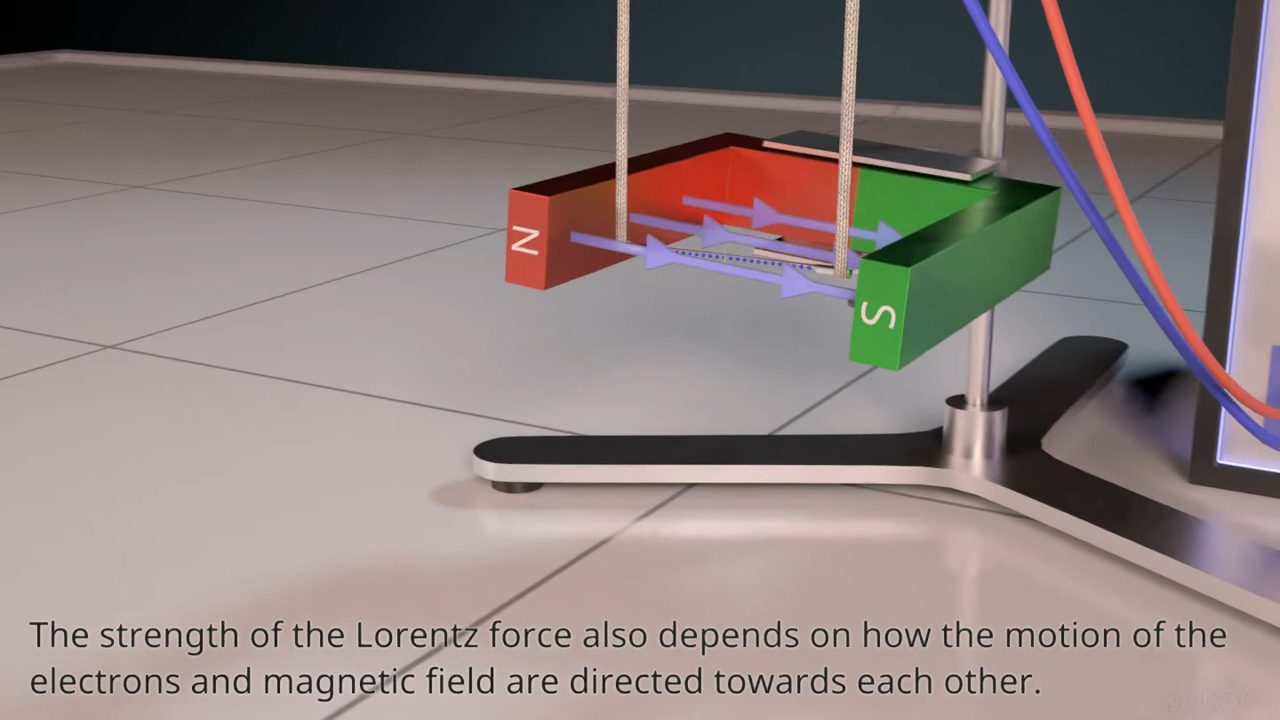 N
S
The strength of the Lorentz force also depends on how the motion of the
electrons and magnetic field are directed towards each other.